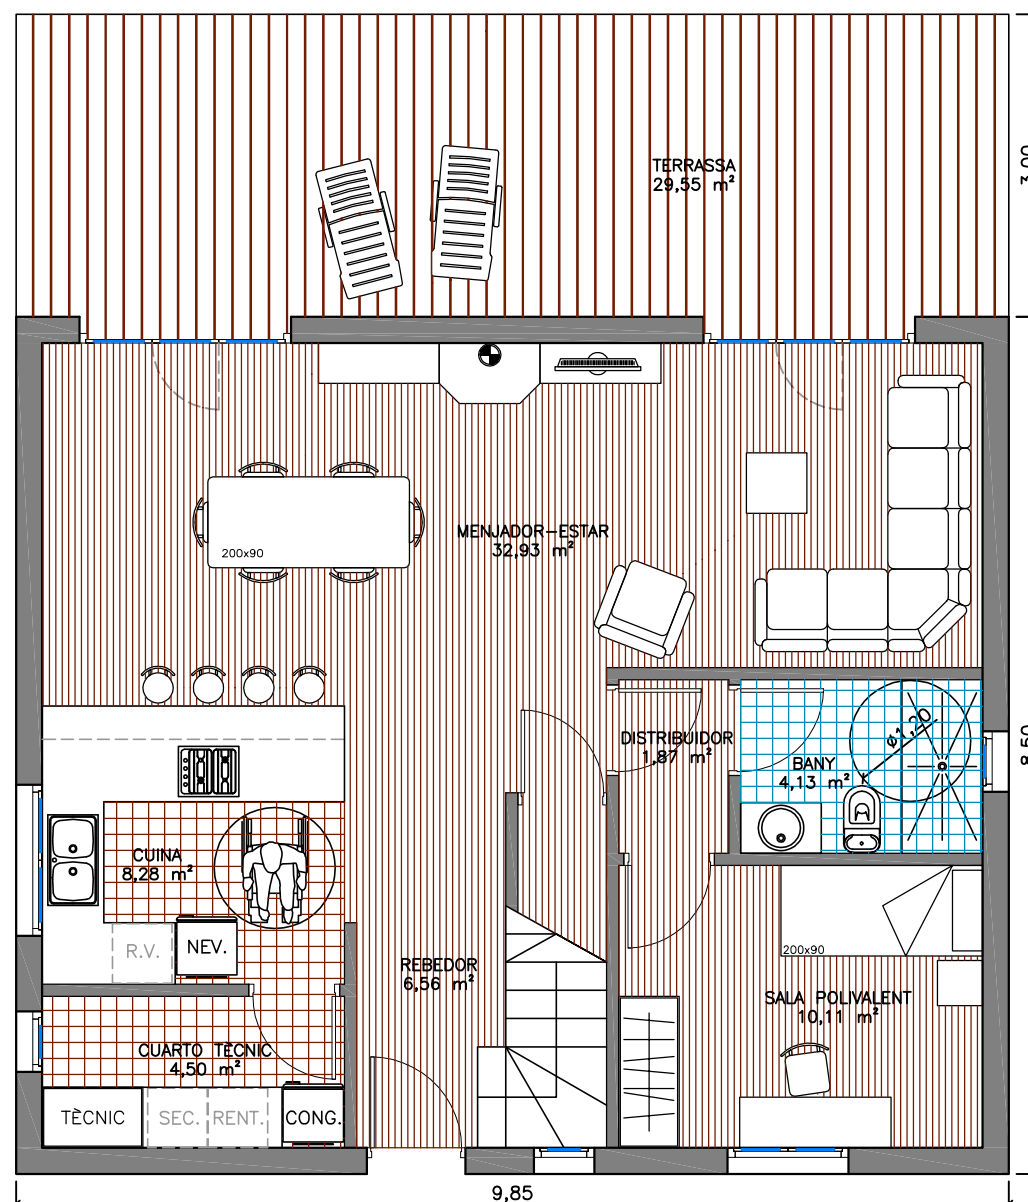 TERRASSA
29,55 m²
3,00
MENJADOR-ESTAR
32,93 m²
200x90
DISTRIBUIDOR
1,87 m²
BANY
4,13 m²
ø1,20
8,50
CUINA
8,28 m²
R.V.
NEV.
REBEDOR
6,56 m²
200x90
SALA POLIVALENT
10,11 m²
CUARTO TÈCNIC
4,50 m²
TÈCNIC
SEC.
RENT.
CONG.
9,85